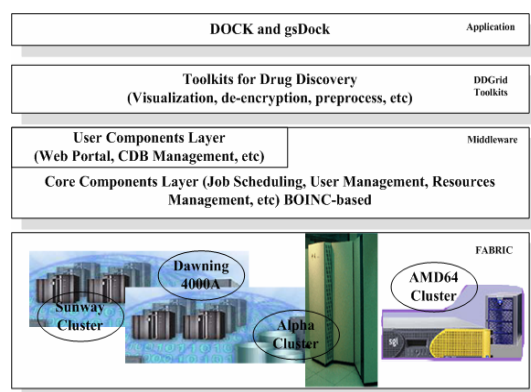 DOCK and gsDock
Application
Toolkits for Drug Discovery
(Visualization, de-encryption, preprocess, etc)
DDGrid
Toolkits
User Components Layer
(Web Portal, CDB Management, etc)
Middleware
Core Components Layer (Job Scheduling, User Management, Resources
Management, etc) BOINC-based
FABRIC
Dawning
4000A
Sunway
Cluster
Alpha
Cluster
AMD64
Cluster
sgi